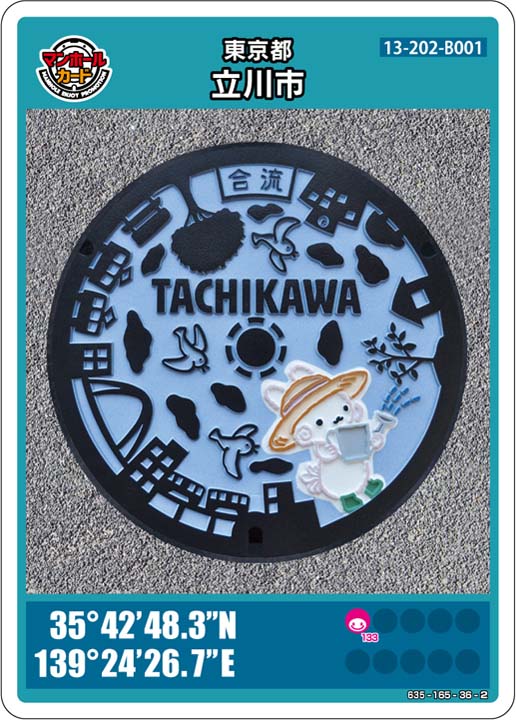 マンホール
カード
MANHOLE ENJOY PROMOTION
東京都
立川市
13-202-B001
合流
TACHIKAWA
35°42’48.3”N
139°24’26.7”E
133
635-165-36-2